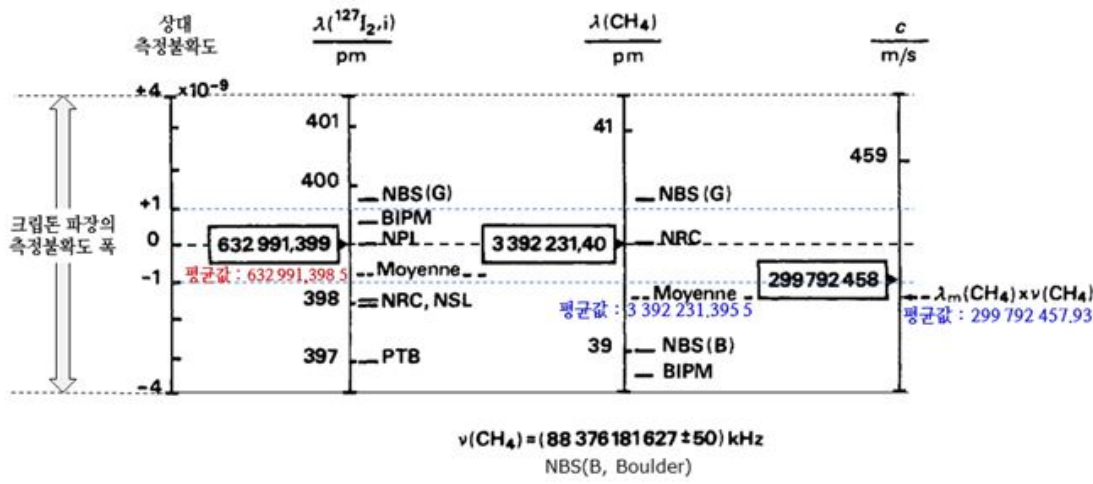 상대
측정불확도
λ(¹²⁷I₂,i)
pm
λ(CH₄)
pm
c
m/s
+4 ×10⁻⁹
401
41
459
400
NBS(G)
NBS(G)
+1
BIPM
크립톤 파장의
측정불확도 폭
0
632 991,399
NPL
3 392 231,40
NRC
평균값 : 632 991,398 5
Moyenne
299 792 458
-1
Moyenne
λₘ(CH₄)xν(CH₄)
398
NRC, NSL
평균값 : 3 392 231,395 5
평균값 : 299 792 457,93
397
PTB
39
NBS(B)
BIPM
-4
ν(CH₄)=(88 376 181 627 ±50) kHz
NBS(B, Boulder)